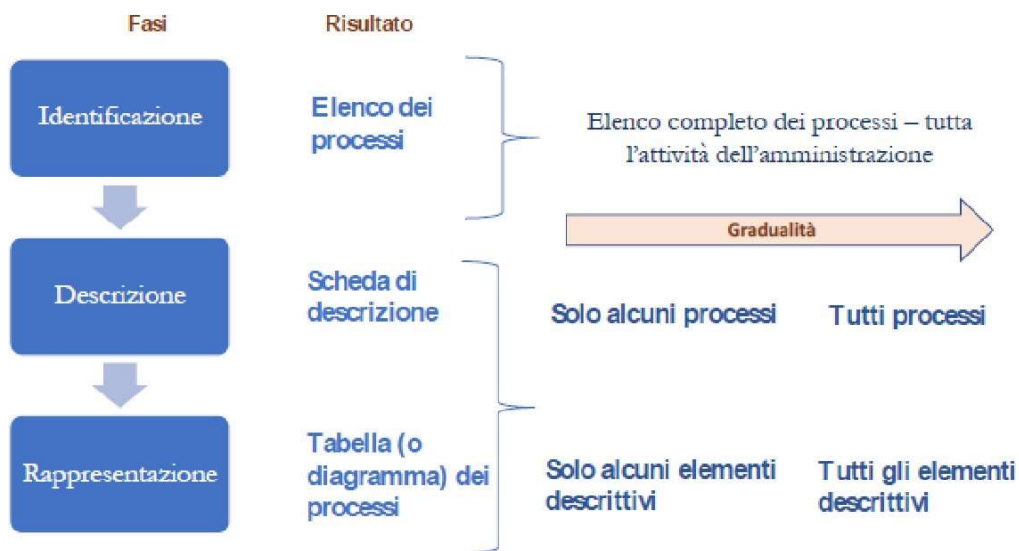 Fasi
Risultato
Identificazione
Elenco dei
processi
Elenco completo dei processi – tutta
l'attività dell'amministrazione
Gradualità
Descrizione
Scheda di
descrizione
Solo alcuni processi
Tutti processi
Rappresentazione
Tabella (o
diagramma) dei
processi
Solo alcuni elementi
descrittivi
Tutti gli elementi
descrittivi